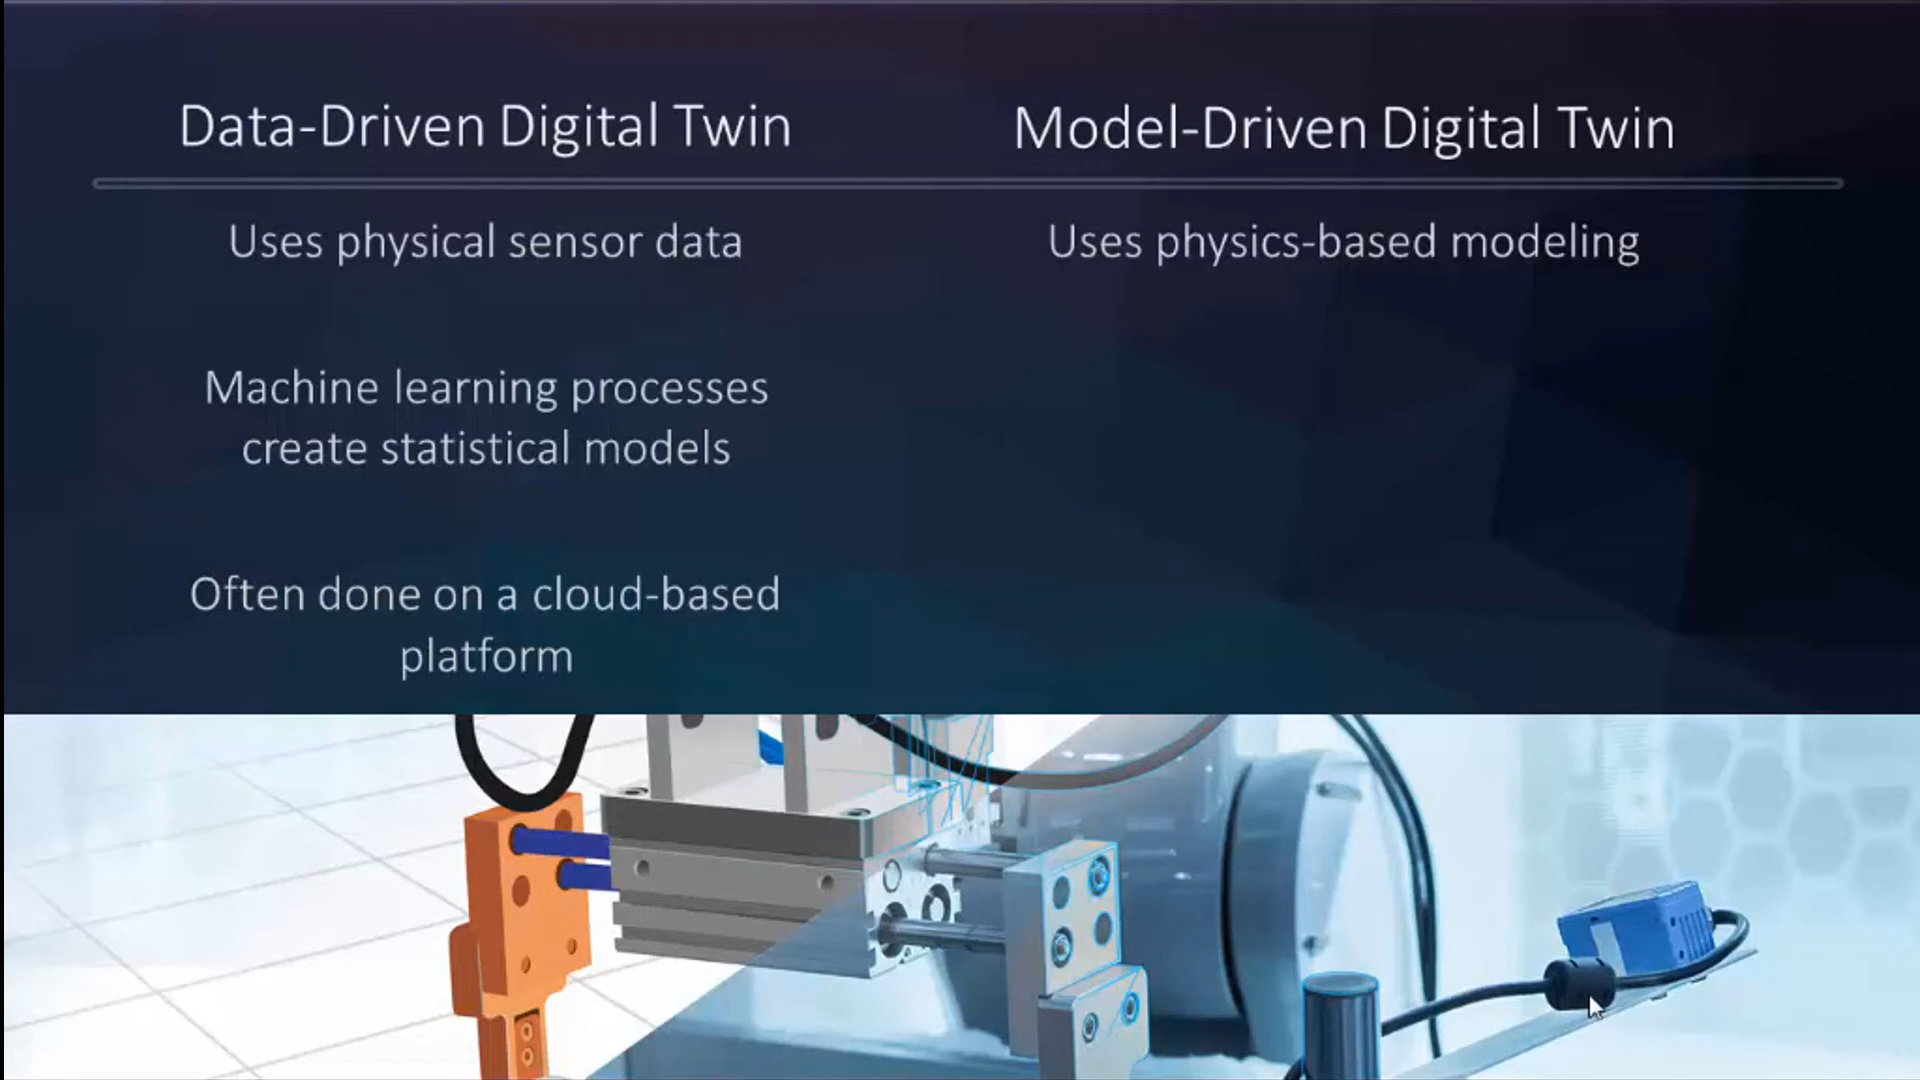 Data-Driven Digital Twin
Model-Driven Digital Twin
Uses physical sensor data
Uses physics-based modeling
Machine learning processes
create statistical models
Often done on a cloud-based
platform